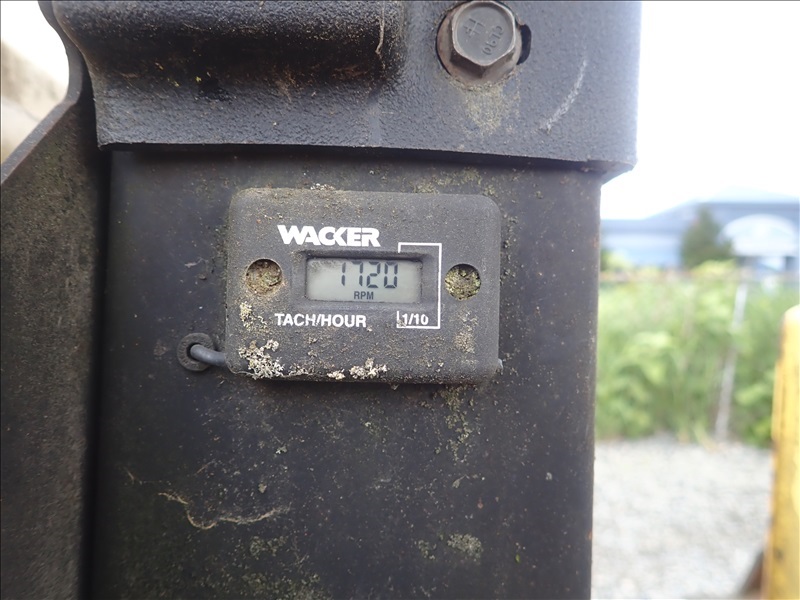 WACKER
1720
RPM
TACH/HOUR
1/10